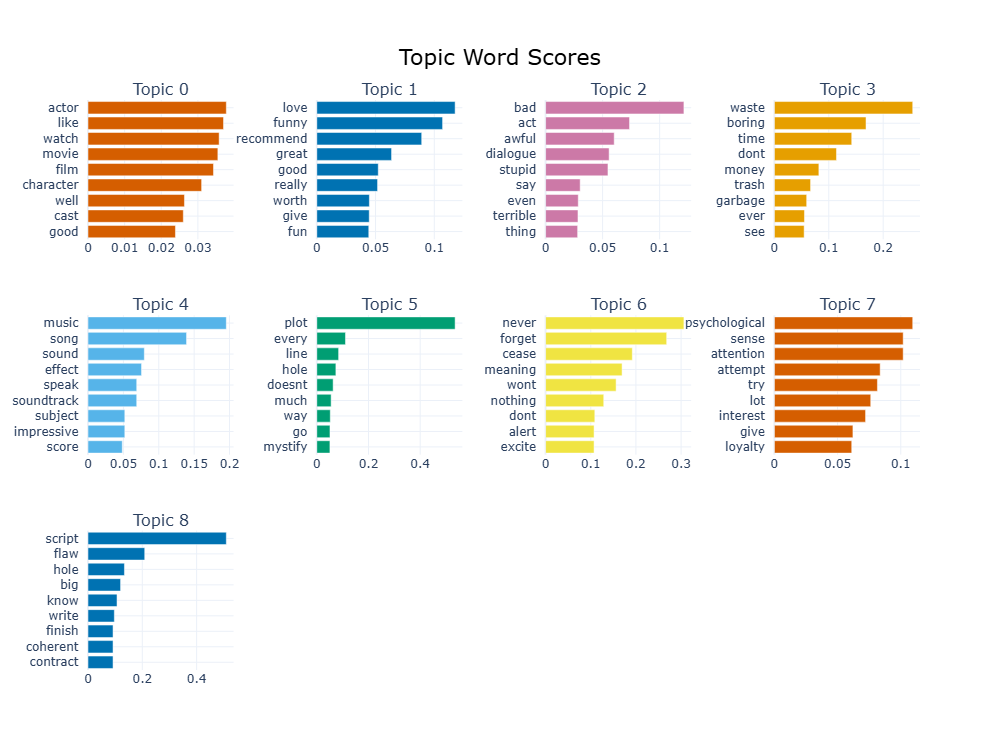 Topic Word Scores
Topic 0
actor
like
watch
movie
film
character
well
cast
good
0 0.01 0.02 0.03
Topic 1
love
funny
recommend
great
good
really
worth
give
fun
0 0.05 0.1
Topic 2
bad
act
awful
dialogue
stupid
say
even
terrible
thing
0 0.05 0.1
Topic 3
waste
boring
time
dont
money
trash
garbage
ever
see
0 0.1 0.2
Topic 4
music
song
sound
effect
speak
soundtrack
subject
impressive
score
0 0.05 0.1 0.15 0.2
Topic 5
plot
every
line
hole
doesnt
much
way
go
mystify
0 0.2 0.4
Topic 6
never
forget
cease
meaning
wont
nothing
dont
alert
excite
0 0.1 0.2 0.3
Topic 7
psychological
sense
attention
attempt
try
lot
interest
give
loyalty
0 0.05 0.1
Topic 8
script
flaw
hole
big
know
write
finish
coherent
contract
0 0.2 0.4